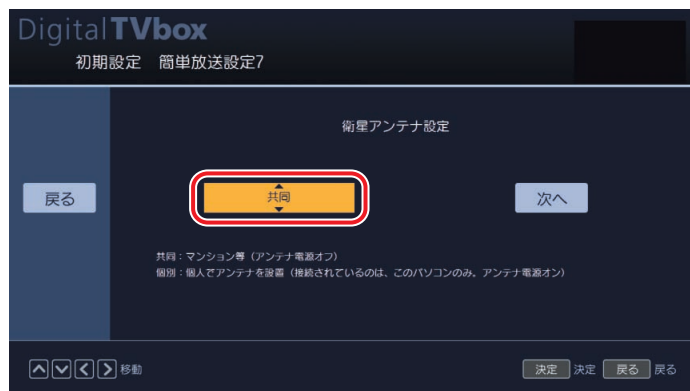 DigitalTVbox
初期設定 簡単放送設定7
衛星アンテナ設定
戻る
共同
次へ
共同：マンション等（アンテナ電源オフ）
個別：個人でアンテナを設置（接続されているのは、このパソコンのみ。アンテナ電源オン）
移動
決定 決定 戻る 戻る